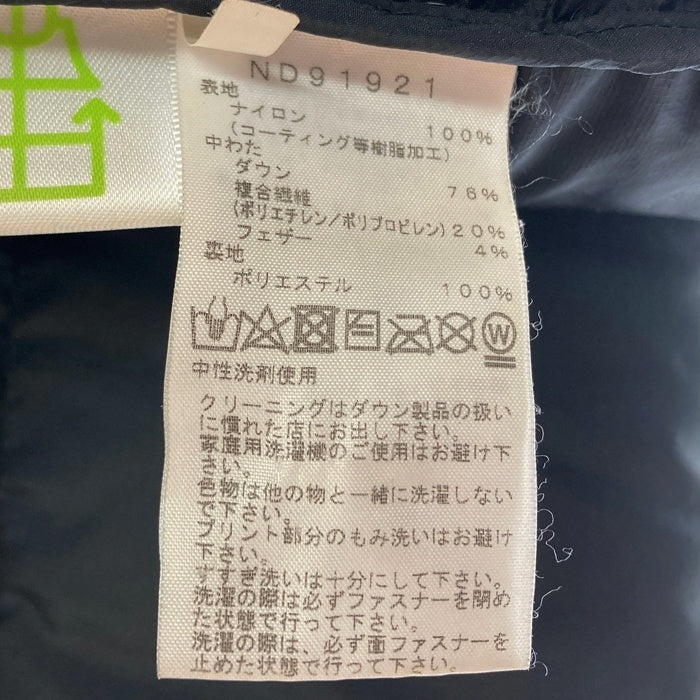 ND91921
表地
ナイロン 100%
(コーティング等樹脂加工)
中わた
ダウン 76%
複合繊維
(ポリエチレン/ポリプロピレン) 20%
フェザー 4%
裏地
ポリエステル 100%
W
中性洗剤使用
クリーニングはダウン製品の扱い
に慣れた店にお出し下さい。
家庭用洗濯機のご使用はお避け下
さい。
色物は他の物と一緒に洗濯しない
で下さい。
プリント部分のもみ洗いはお避け
下さい。
すすぎ洗いは十分にして下さい。
洗濯の際は必ずファスナーを閉め
た状態で行って下さい。
洗濯の際は、必ず面ファスナーを
止めた状態で行って下さい。